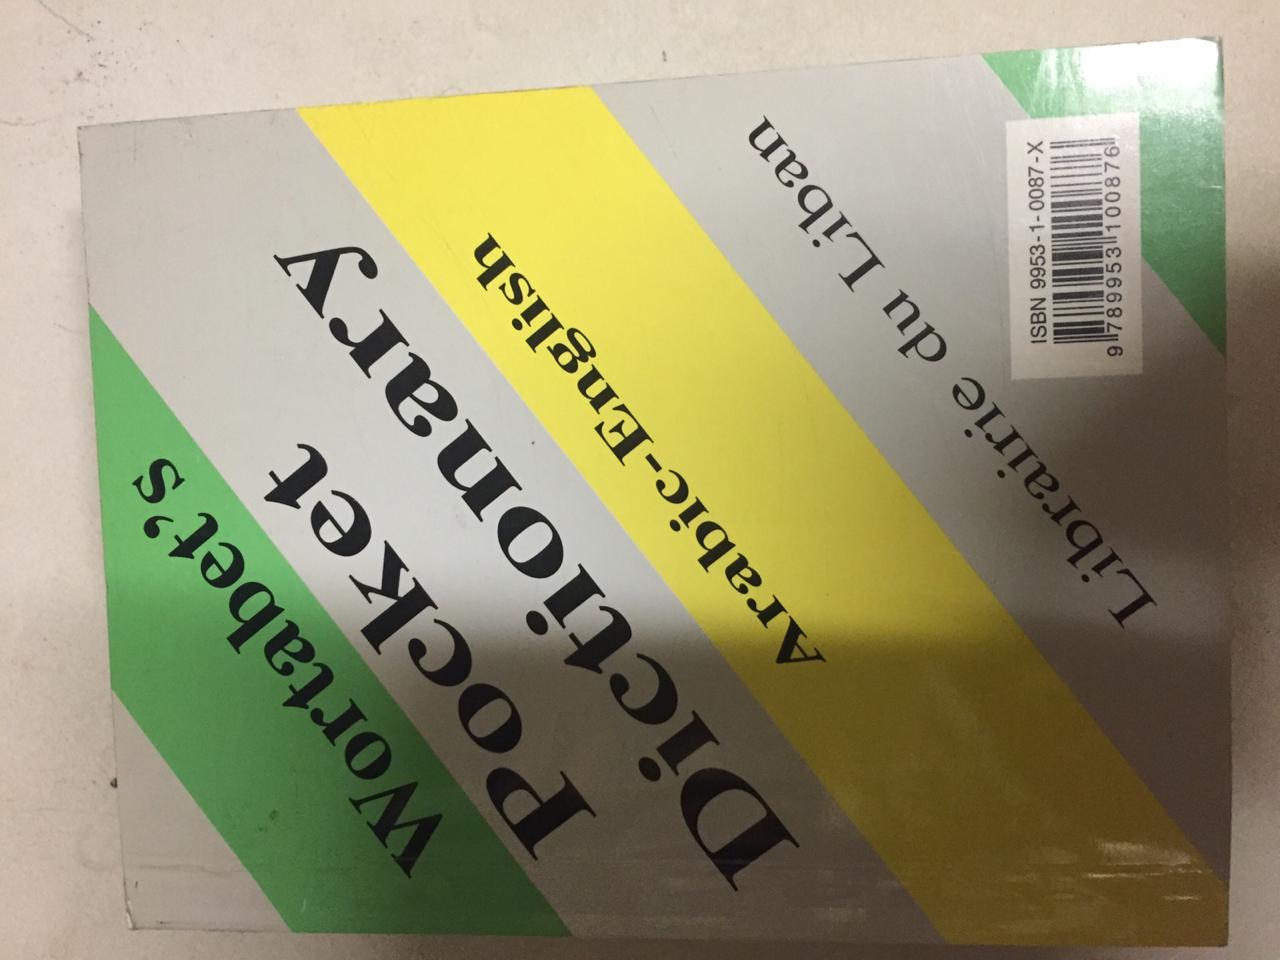 Wortabet's
Pocket
Dictionary
Arabic-English
Librairie du Liban
ISBN 9953-1-0087-X
9 789953 100876